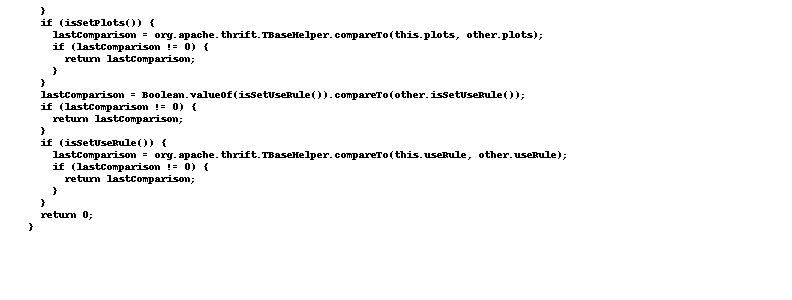 }
if (isSetPlots()) {
lastComparison = org.apache.thrift.TBaseHelper.compareTo(this.plots, other.plots);
if (lastComparison != 0) {
return lastComparison;
}
}
lastComparison = Boolean.valueOf(isSetUseRule()).compareTo(other.isSetUseRule());
if (lastComparison != 0) {
return lastComparison;
}
if (isSetUseRule()) {
lastComparison = org.apache.thrift.TBaseHelper.compareTo(this.useRule, other.useRule);
if (lastComparison != 0) {
return lastComparison;
}
}
return 0;
}